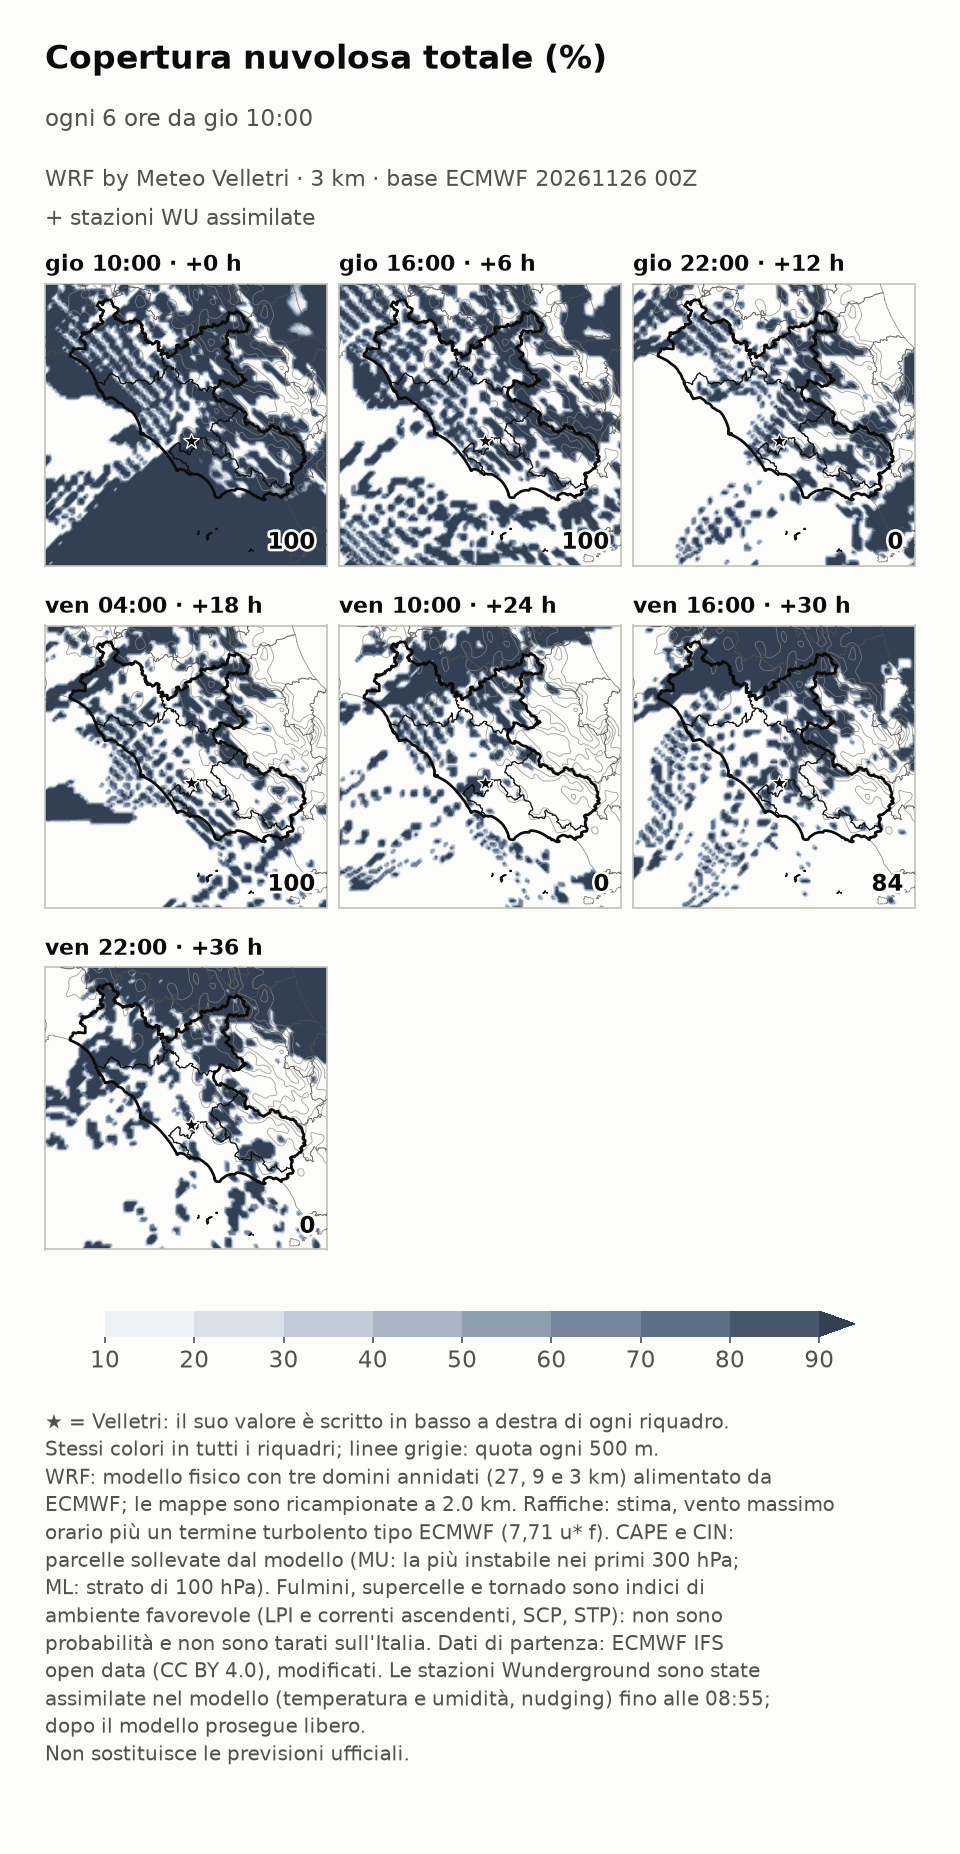 Copertura nuvolosa totale (%)
ogni 6 ore da gio 10:00
WRF by Meteo Velletri · 3 km · base ECMWF 20261126 00Z
+ stazioni WU assimilate
gio 10:00 · +0 h
gio 16:00 · +6 h
gio 22:00 · +12 h
100
100
0
ven 04:00 · +18 h
ven 10:00 · +24 h
ven 16:00 · +30 h
100
0
84
ven 22:00 · +36 h
0
10 20 30 40 50 60 70 80 90
★ = Velletri: il suo valore è scritto in basso a destra di ogni riquadro.
Stessi colori in tutti i riquadri; linee grigie: quota ogni 500 m.
WRF: modello fisico con tre domini annidati (27, 9 e 3 km) alimentato da
ECMWF; le mappe sono ricampionate a 2.0 km. Raffiche: stima, vento massimo
orario più un termine turbolento tipo ECMWF (7,71 u* f). CAPE e CIN:
parcelle sollevate dal modello (MU: la più instabile nei primi 300 hPa;
ML: strato di 100 hPa). Fulmini, supercelle e tornado sono indici di
ambiente favorevole (LPI e correnti ascendenti, SCP, STP): non sono
probabilità e non sono tarati sull'Italia. Dati di partenza: ECMWF IFS
open data (CC BY 4.0), modificati. Le stazioni Wunderground sono state
assimilate nel modello (temperatura e umidità, nudging) fino alle 08:55;
dopo il modello prosegue libero.
Non sostituisce le previsioni ufficiali.